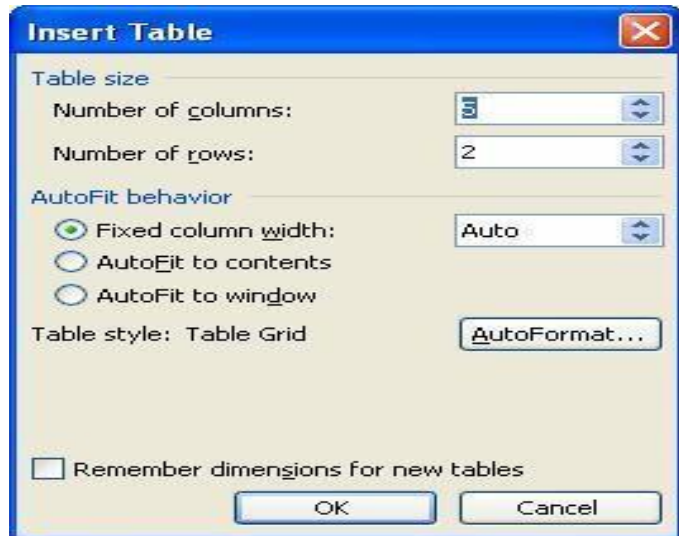 Insert Table
Table size
Number of columns: 5
Number of rows: 2
AutoFit behavior
Fixed column width: Auto
AutoFit to contents
AutoFit to window
Table style: Table Grid AutoFormat...
Remember dimensions for new tables
OK Cancel